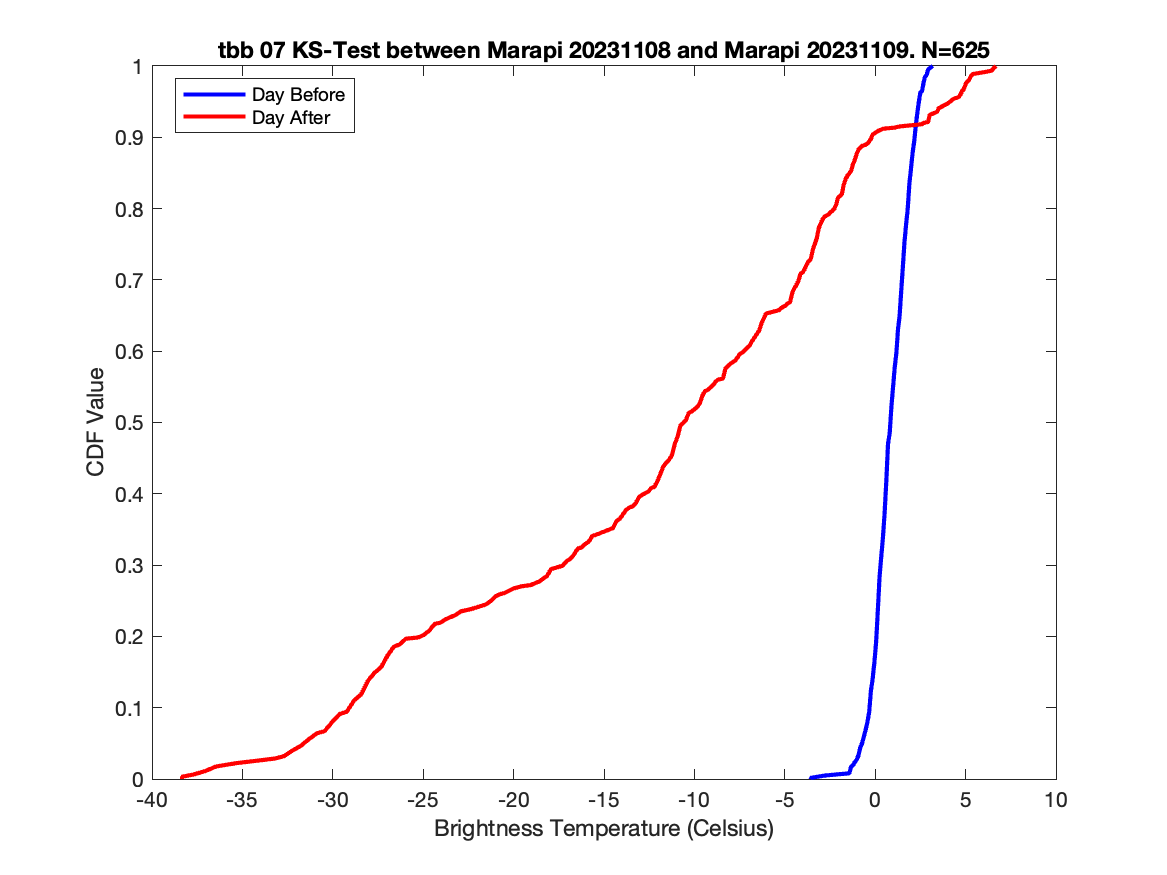 tbb 07 KS-Test between Marapi 20231108 and Marapi 20231109. N=625
Day Before
Day After
1
0.9
0.8
0.7
0.6
0.5
0.4
0.3
0.2
0.1
0
CDF Value
-40 -35 -30 -25 -20 -15 -10 -5 0 5 10
Brightness Temperature (Celsius)